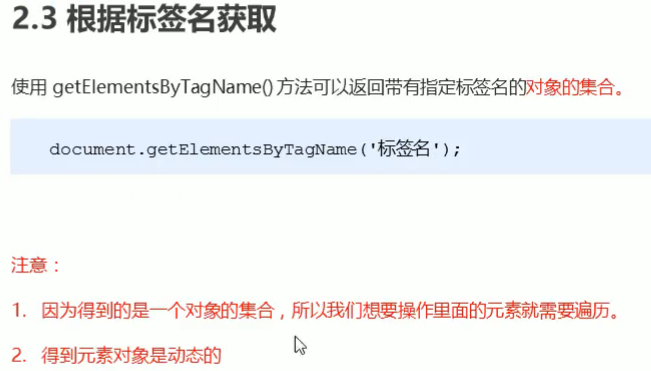 2.3 根据标签名获取
使用 getElementsByTagName()方法可以返回带有指定标签名的对象的集合。
document.getElementsByTagName('标签名');
注意：
1. 因为得到的是一个对象的集合，所以我们想要操作里面的元素就需要遍历。
2. 得到元素对象是动态的